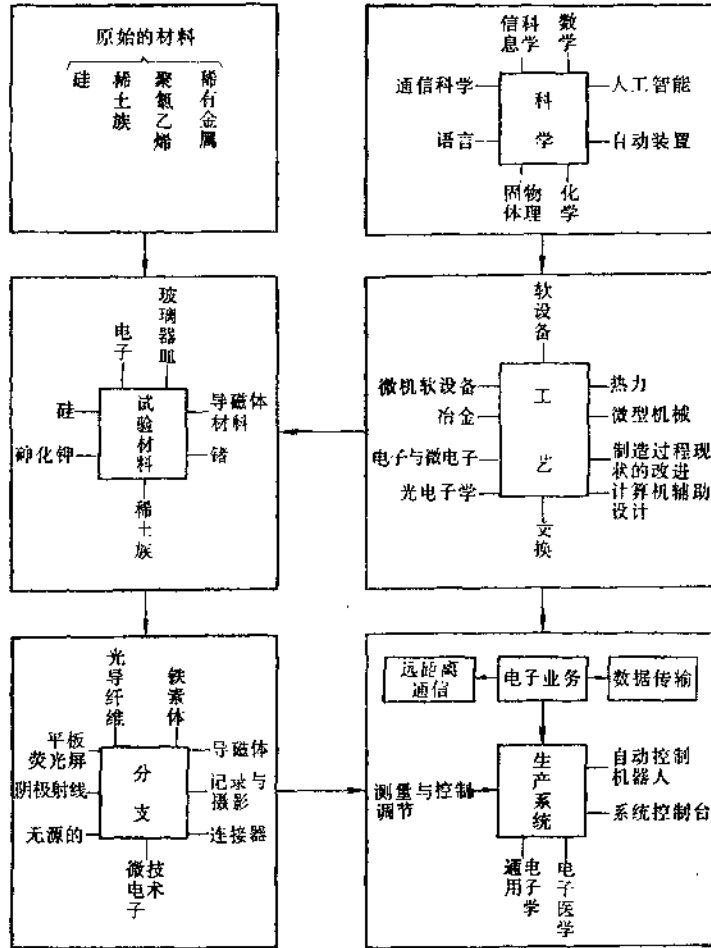 原始的材料
硅
稀土族
聚氯乙烯
稀有金属
信息科学
数学
通信科学
人工智能
科学
语言
自动装置
固体物理
化学
玻璃器皿
电子
硅
导磁体
材料
试验材料
砷化钾
锗
稀土族
软设备
微机软设备
热力
工艺
冶金
微型机械
电子与微电子
制造过程现
状的改进
光电子学
计算机辅助
设计
交换
光导纤维
铁素体
平板
荧光屏
导磁体
分支
阴极射线
记录与
摄影
无源的
连接器
微电子技术
远距离
通信
电子业务
数据传输
生产系统
自动控制
机器人
测量与控制
调节
系统控制台
通用电子学
电子医学